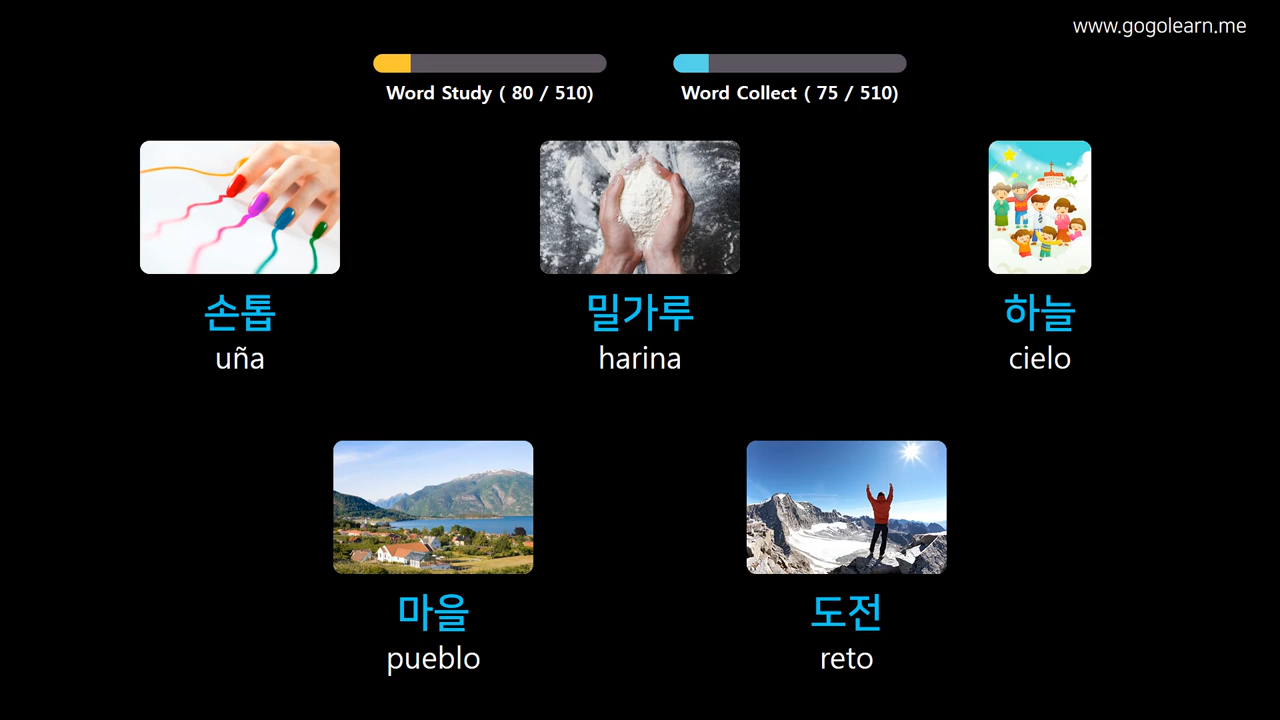 www.gogolearn.me
Word Study ( 80 / 510)
Word Collect ( 75 / 510)
손톱
uña
밀가루
harina
하늘
cielo
마을
pueblo
도전
reto